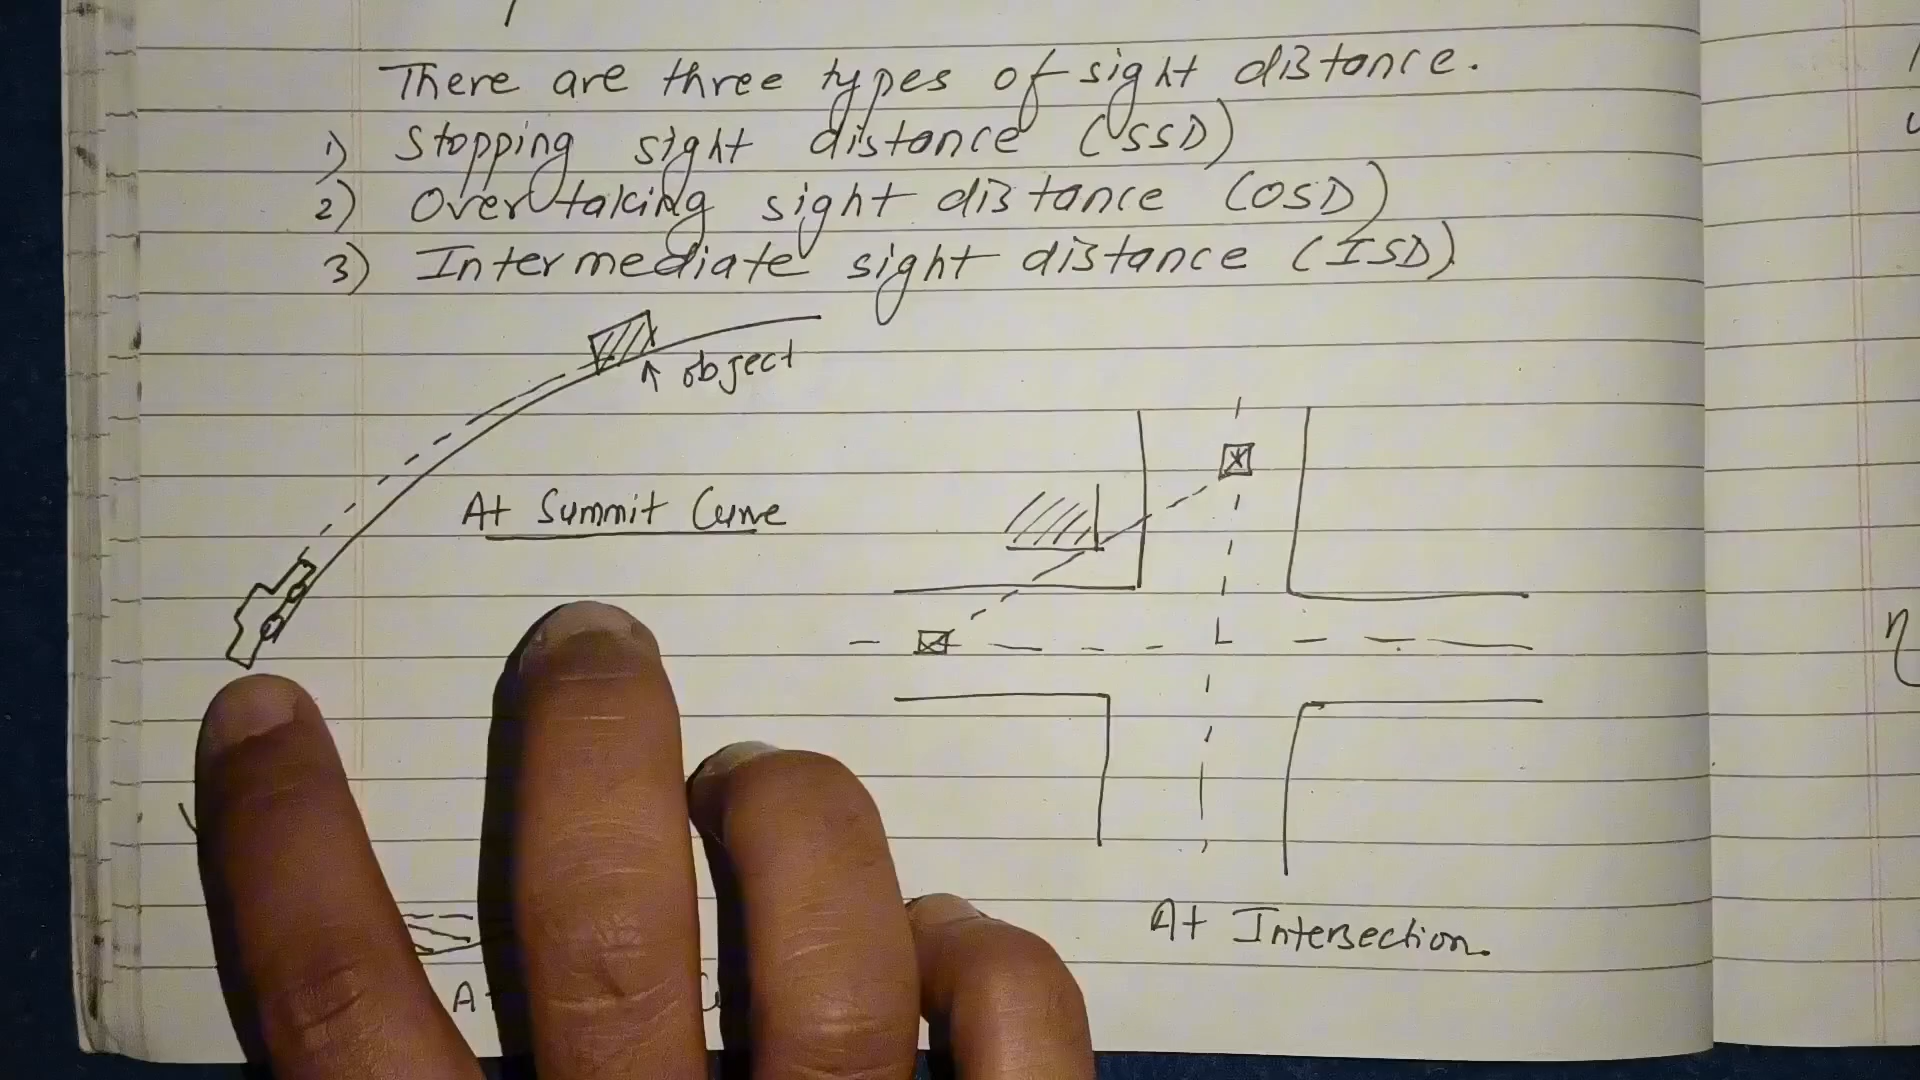 There are three types of sight distance.
1) Stopping sight distance (SSD)
2) Overtaking sight distance (OSD)
3) Intermediate sight distance (ISD)
object
At Summit Curve
At Intersection.